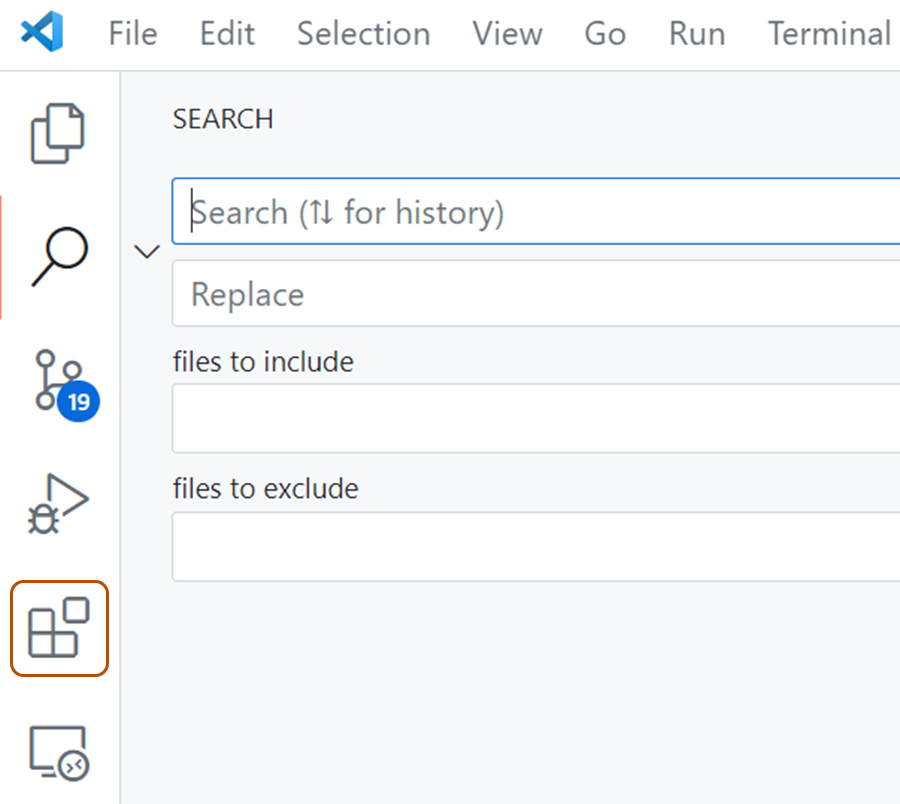 File Edit Selection View Go Run Terminal
SEARCH
Search (⇅ for history)
Replace
files to include
19
files to exclude